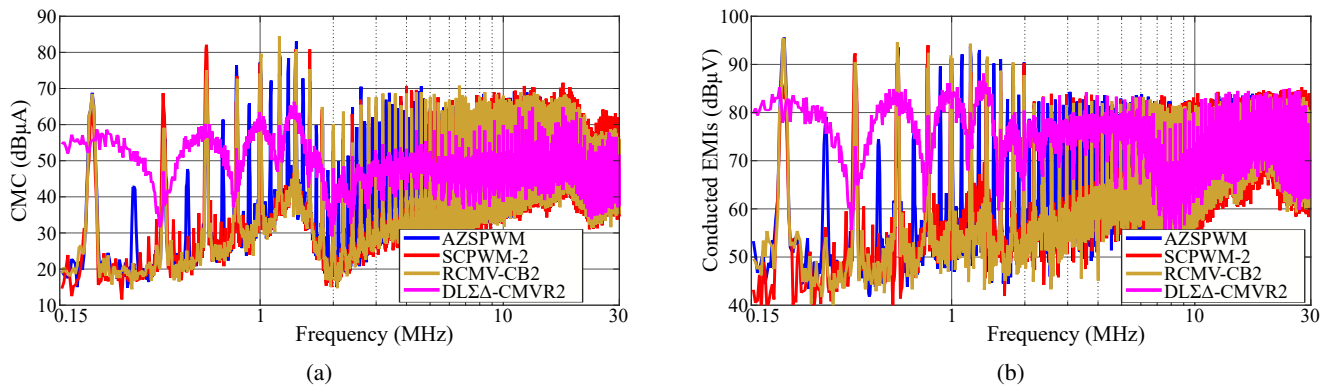 90
80
70
60
50
40
30
20
10
CMC (dBµA)
AZSPWM
SCPWM-2
RCMV-CB2
DLΣΔ-CMVR2
0.15
1
10
30
Frequency (MHz)
(a)
100
90
80
70
60
50
40
Conducted EMIs (dBµV)
AZSPWM
SCPWM-2
RCMV-CB2
DLΣΔ-CMVR2
0.15
1
10
30
Frequency (MHz)
(b)